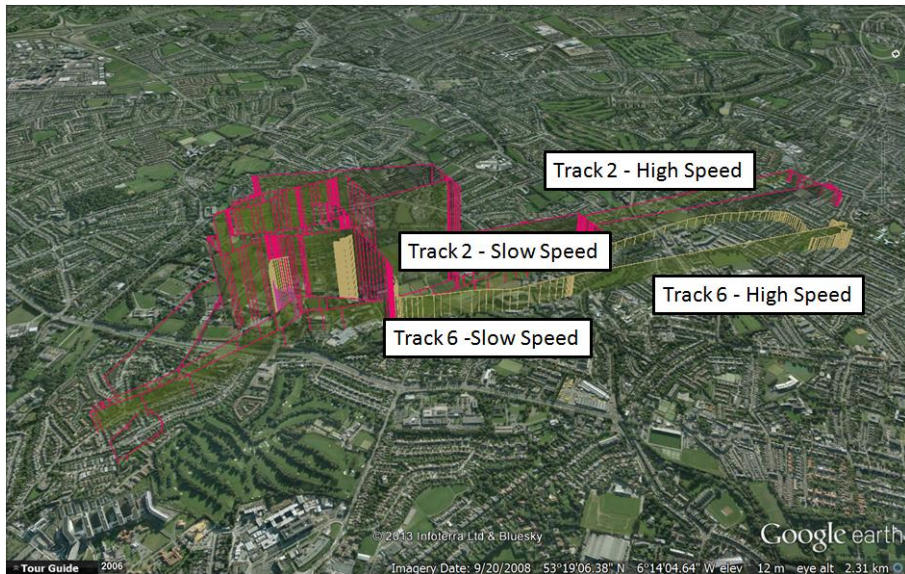 Track 2 - High Speed
Track 2 - Slow Speed
Track 6 - High Speed
Track 6 -Slow Speed
© 2013 Infoterra Ltd & Bluesky
Google earth
Tour Guide 2006 Imagery Date: 9/20/2008 53°19'06.38" N 6°14'04.64" W elev 12 m eye alt 2.31 km